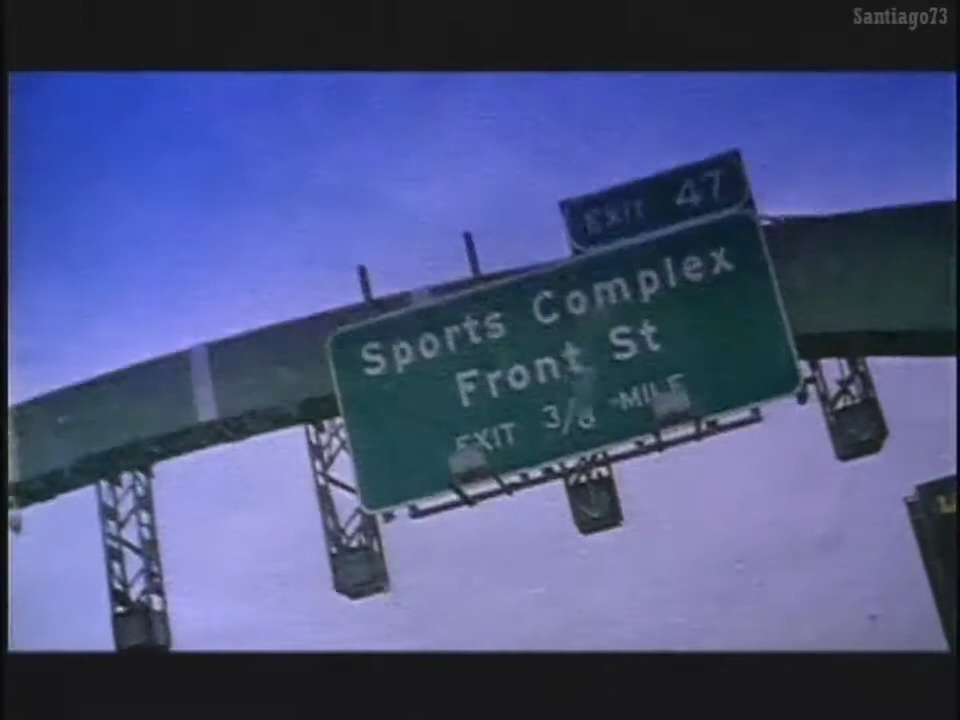 Santiago73
EXIT 47
Sports Complex
Front St
EXIT 3/8 MILE